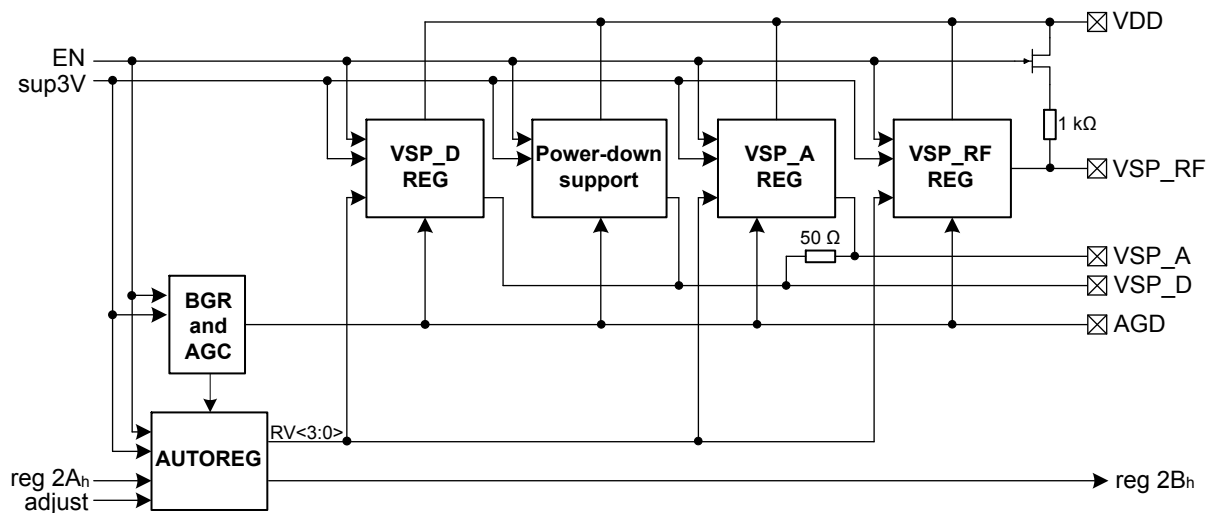 VDD
EN
sup3V
1 kΩ
VSP_D
REG
Power-down
support
VSP_A
REG
VSP_RF
REG
VSP_RF
50 Ω
VSP_A
VSP_D
BGR
and
AGC
AGD
RV<3:0>
AUTOREG
reg 2Ah
adjust
reg 2Bh